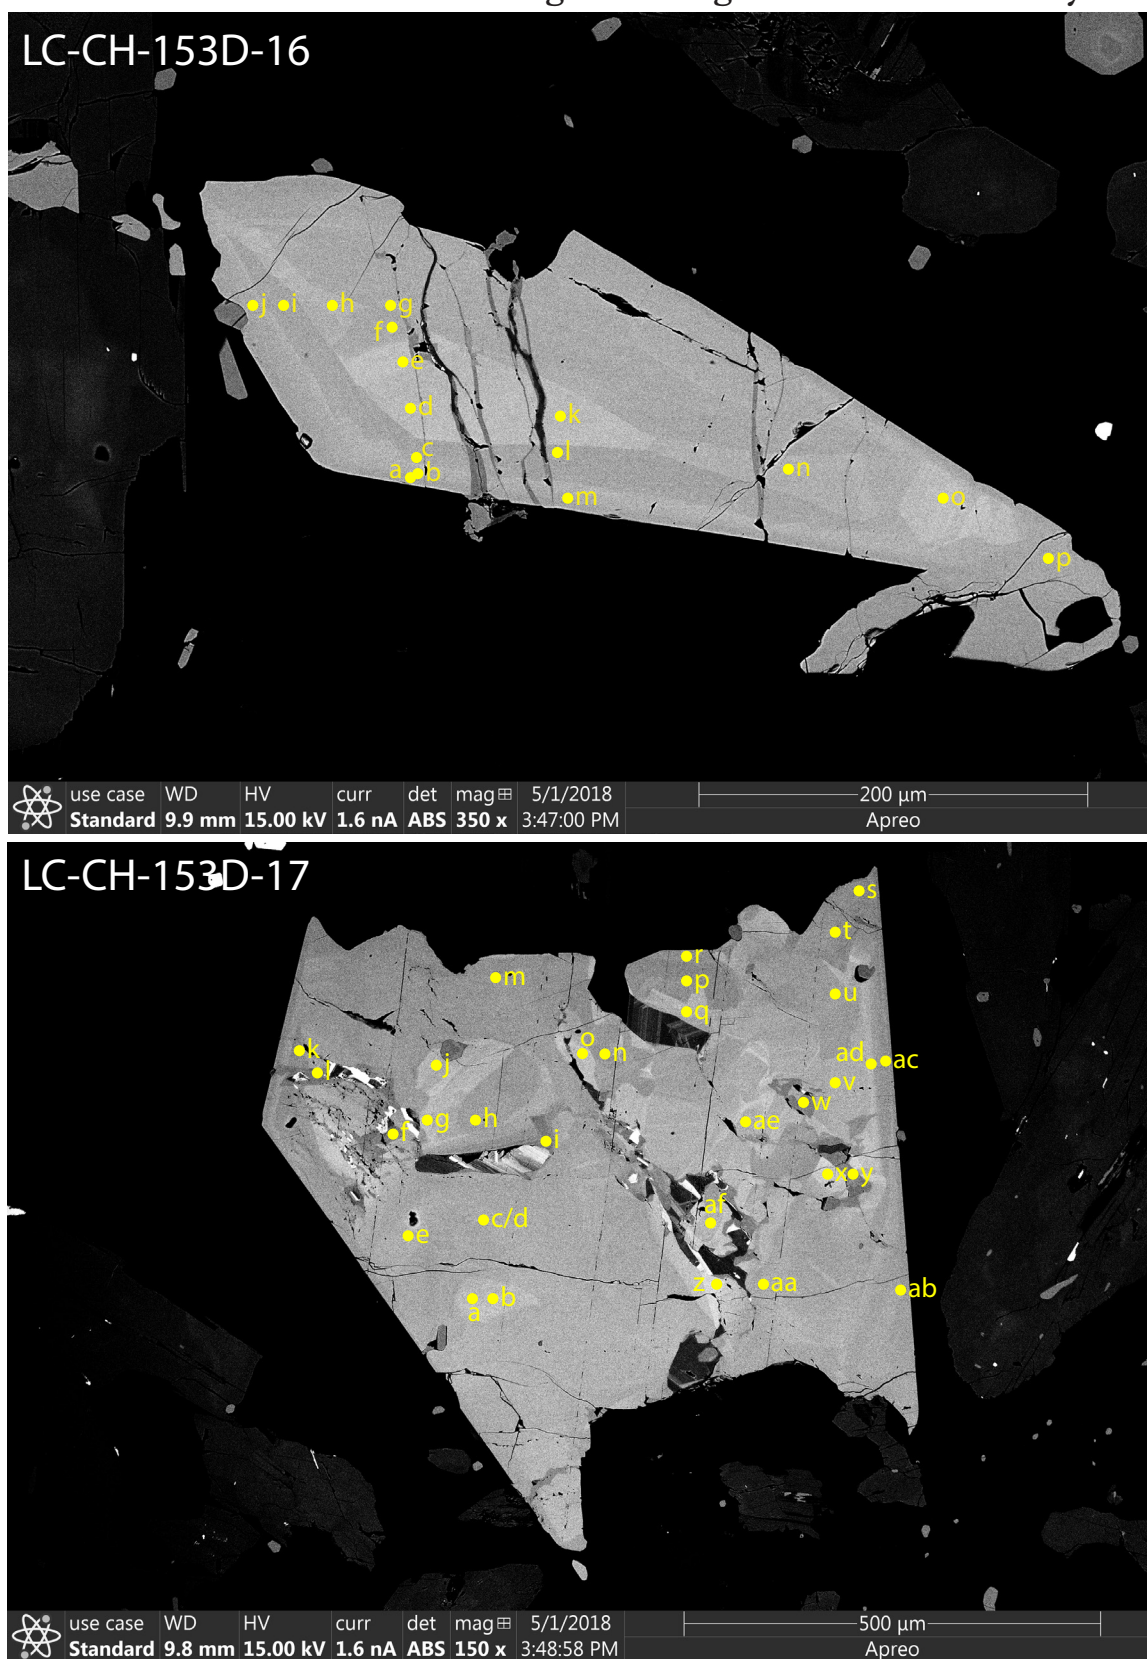 LC-CH-153D-16
j i h g
f
e
d
k
c
l
a b
n
m
o
p
use case WD HV curr det mag 5/1/2018 200 µm
Standard 9.9 mm 15.00 kV 1.6 nA ABS 350 x 3:47:00 PM Apreo
LC-CH-153D-17
s
t
r
m p
u
q
k o n
j ad ac
l v
w
g h ae
f i
x y
c/d af
e
z aa ab
a b
use case WD HV curr det mag 5/1/2018 500 µm
Standard 9.8 mm 15.00 kV 1.6 nA ABS 150 x 3:48:58 PM Apreo